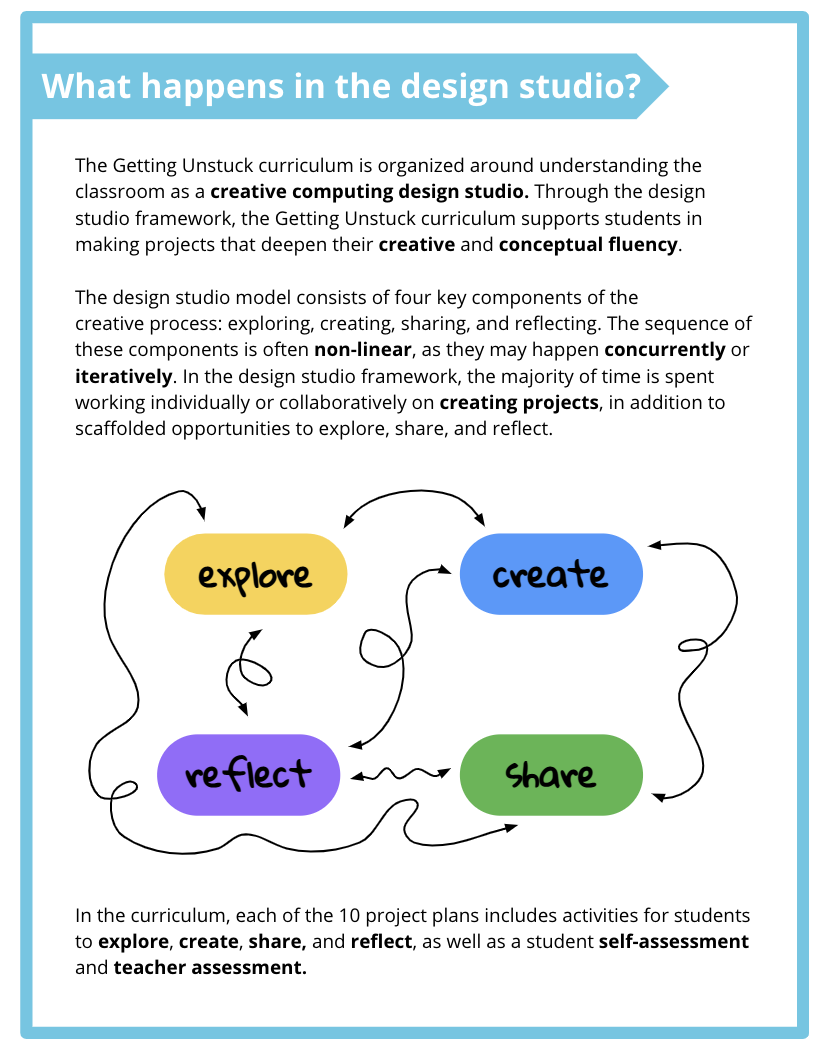 What happens in the design studio?
The Getting Unstuck curriculum is organized around understanding the
classroom as a creative computing design studio. Through the design
studio framework, the Getting Unstuck curriculum supports students in
making projects that deepen their creative and conceptual fluency.
The design studio model consists of four key components of the
creative process: exploring, creating, sharing, and reflecting. The sequence of
these components is often non-linear, as they may happen concurrently or
iteratively. In the design studio framework, the majority of time is spent
working individually or collaboratively on creating projects, in addition to
scaffolded opportunities to explore, share, and reflect.
explore
create
reflect
share
In the curriculum, each of the 10 project plans includes activities for students
to explore, create, share, and reflect, as well as a student self-assessment
and teacher assessment.